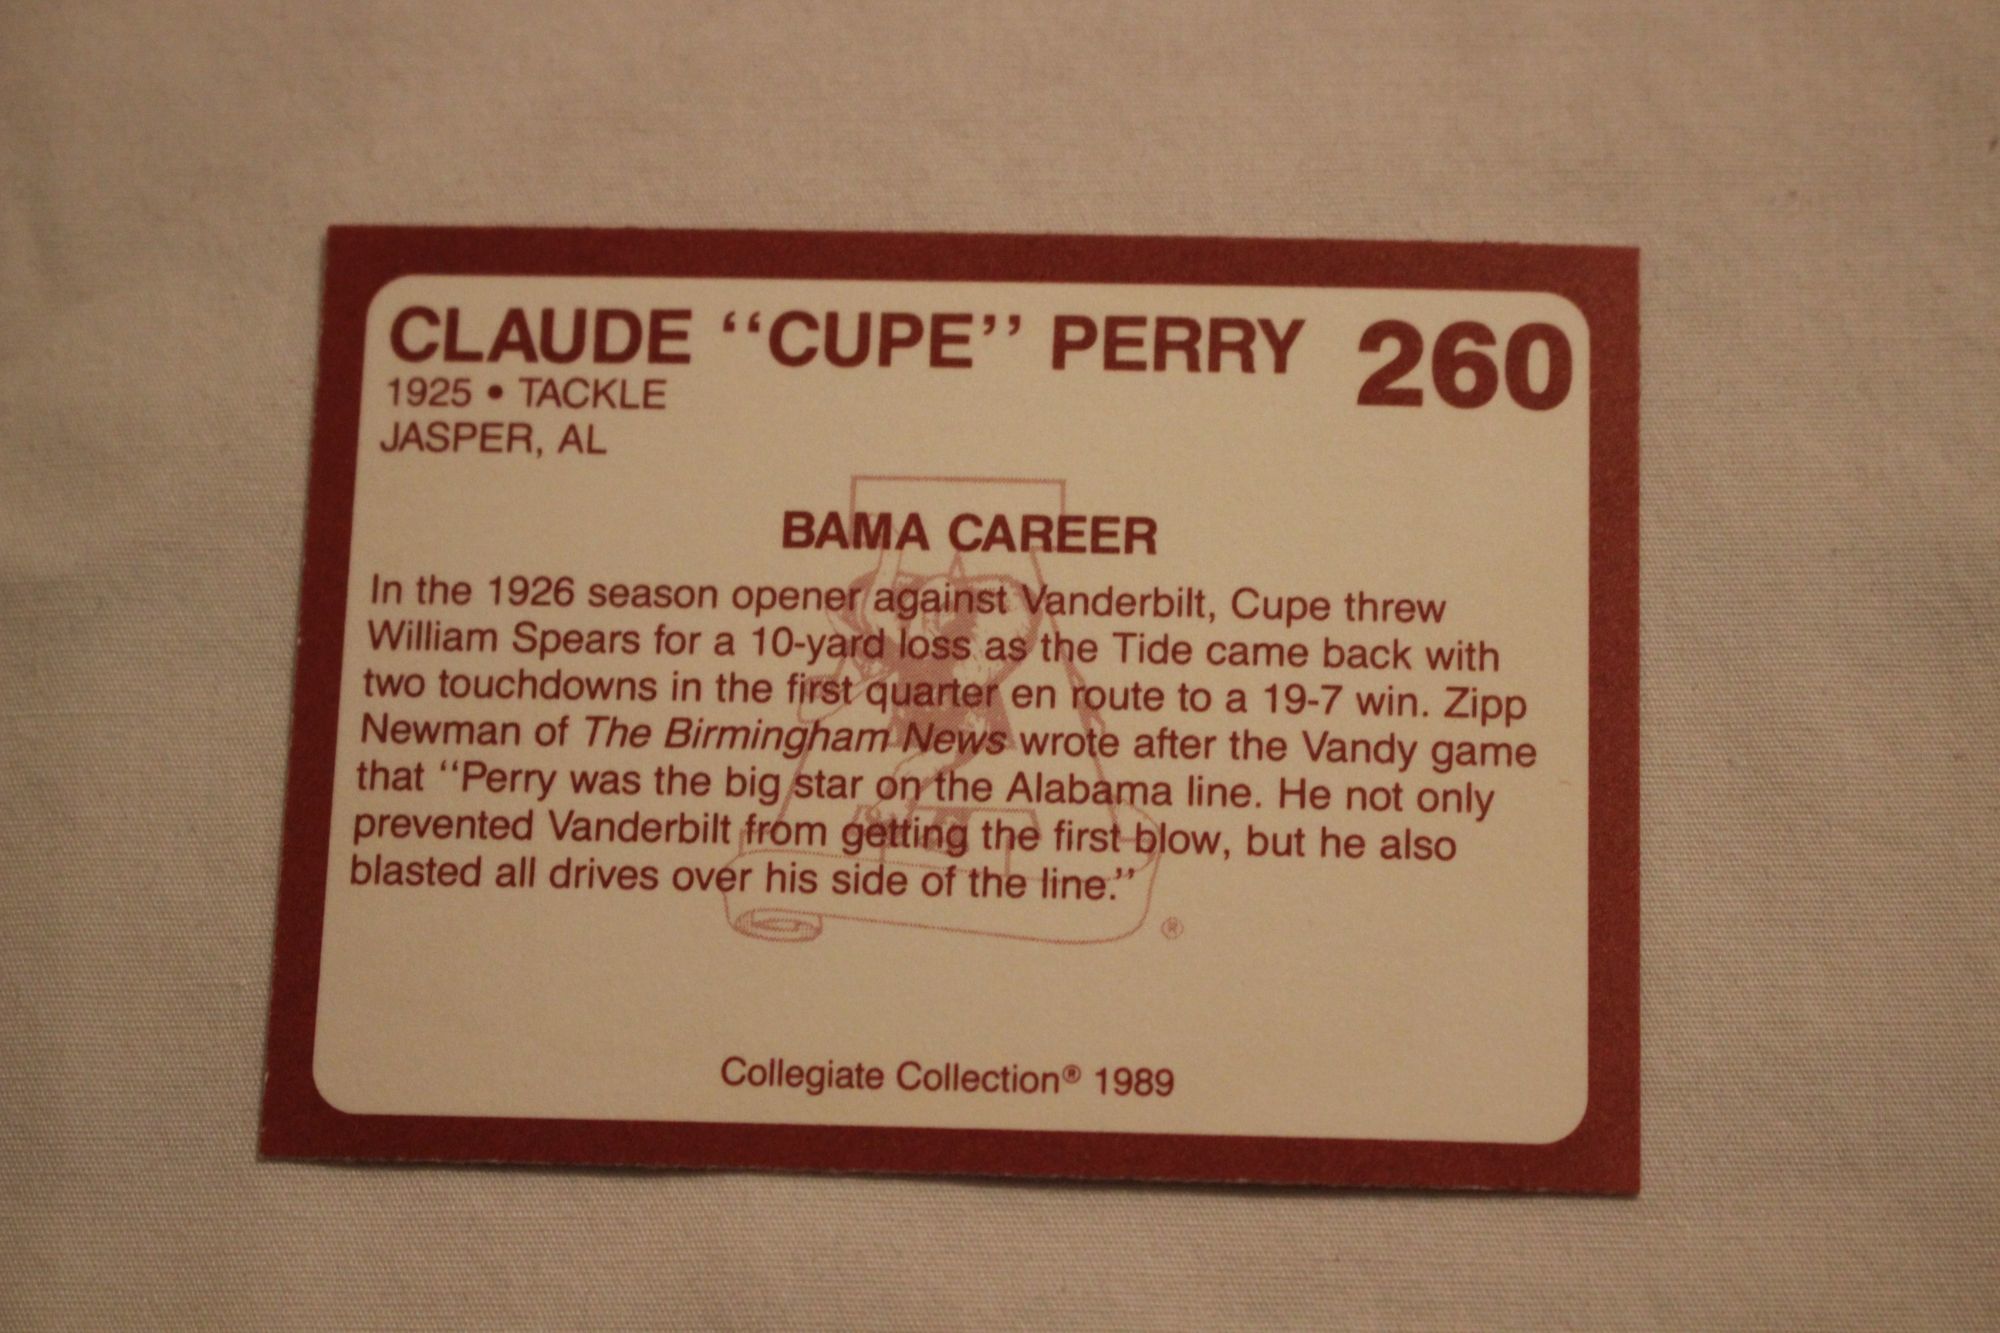 CLAUDE ‘‘CUPE’’ PERRY 260
1925 • TACKLE
JASPER, AL
BAMA CAREER
In the 1926 season opener against Vanderbilt, Cupe threw
William Spears for a 10-yard loss as the Tide came back with
two touchdowns in the first quarter en route to a 19-7 win. Zipp
Newman of The Birmingham News wrote after the Vandy game
that ‘‘Perry was the big star on the Alabama line. He not only
prevented Vanderbilt from getting the first blow, but he also
blasted all drives over his side of the line.’’
®
Collegiate Collection® 1989